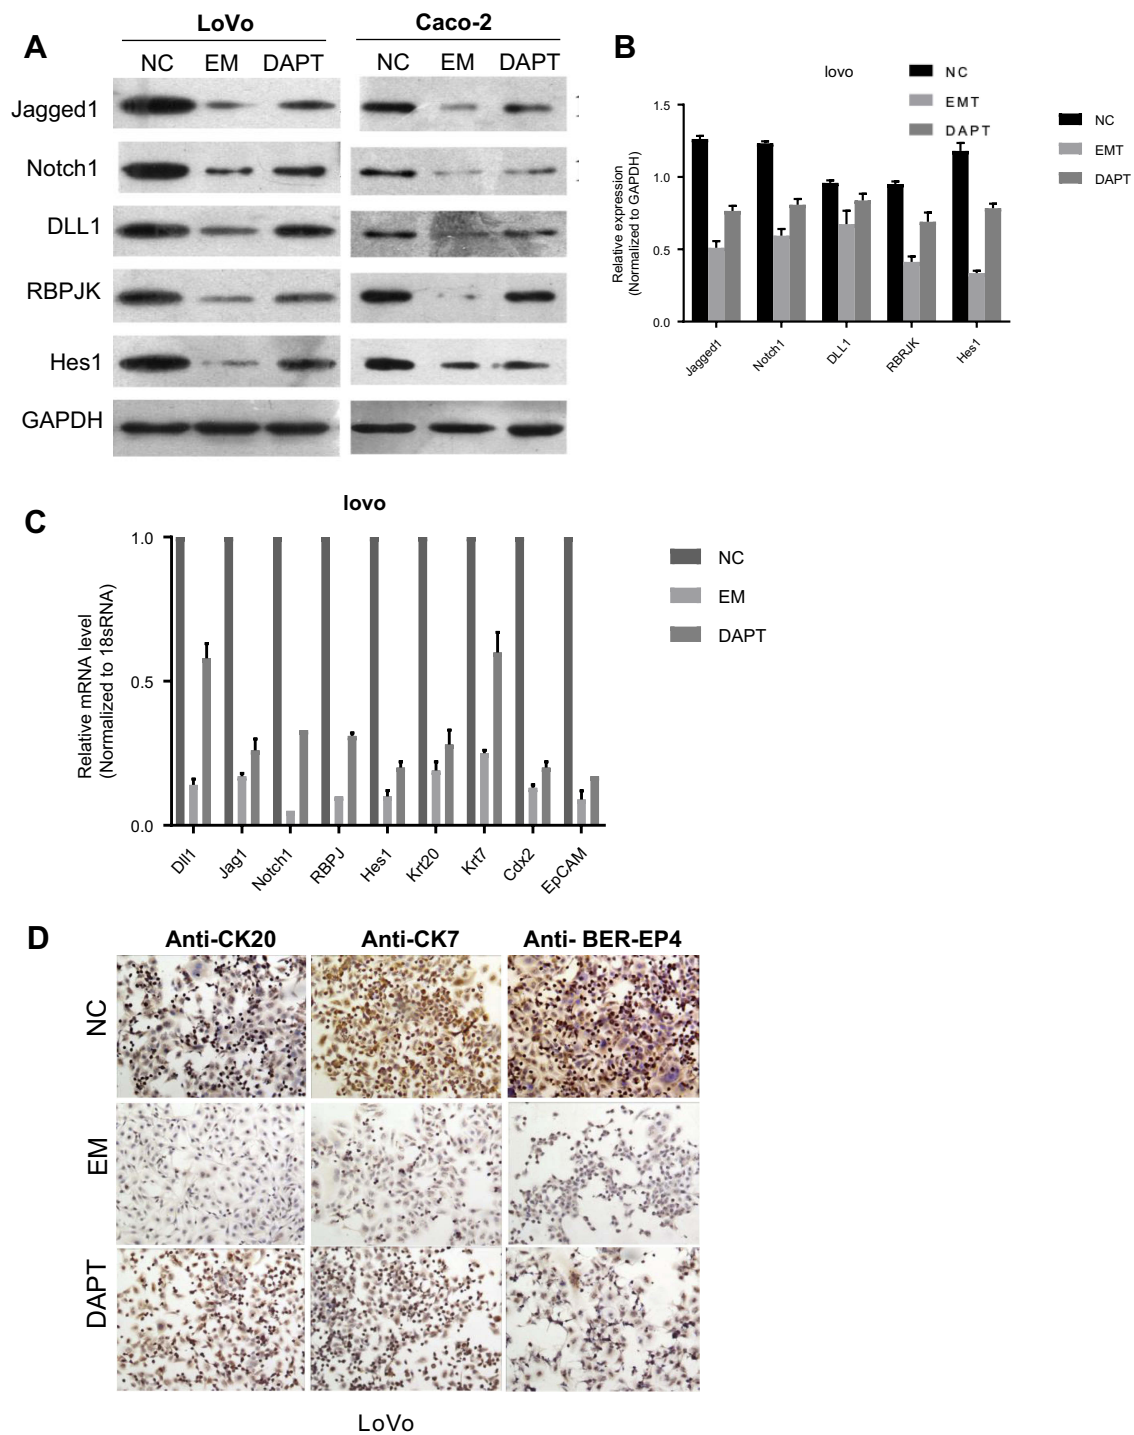 A
LoVo
Caco-2
NC EM DAPT
NC EM DAPT
Jagged1
Notch1
DLL1
RBPJK
Hes1
GAPDH
B
lovo
NC
EMT
DAPT
NC
EMT
DAPT
Relative expression
(Normalized to GAPDH)
1.5
1.0
0.5
0.0
Jagged1
Notch1
DLL1
RBRJK
Hes1
C
lovo
Relative mRNA level
(Normalized to 18sRNA)
1.0
0.5
0.0
Dll1
Jag1
Notch1
RBPJ
Hes1
Krt20
Krt7
Cdx2
EpCAM
NC
EM
DAPT
D
Anti-CK20 Anti-CK7 Anti- BER-EP4
NC
EM
DAPT
LoVo